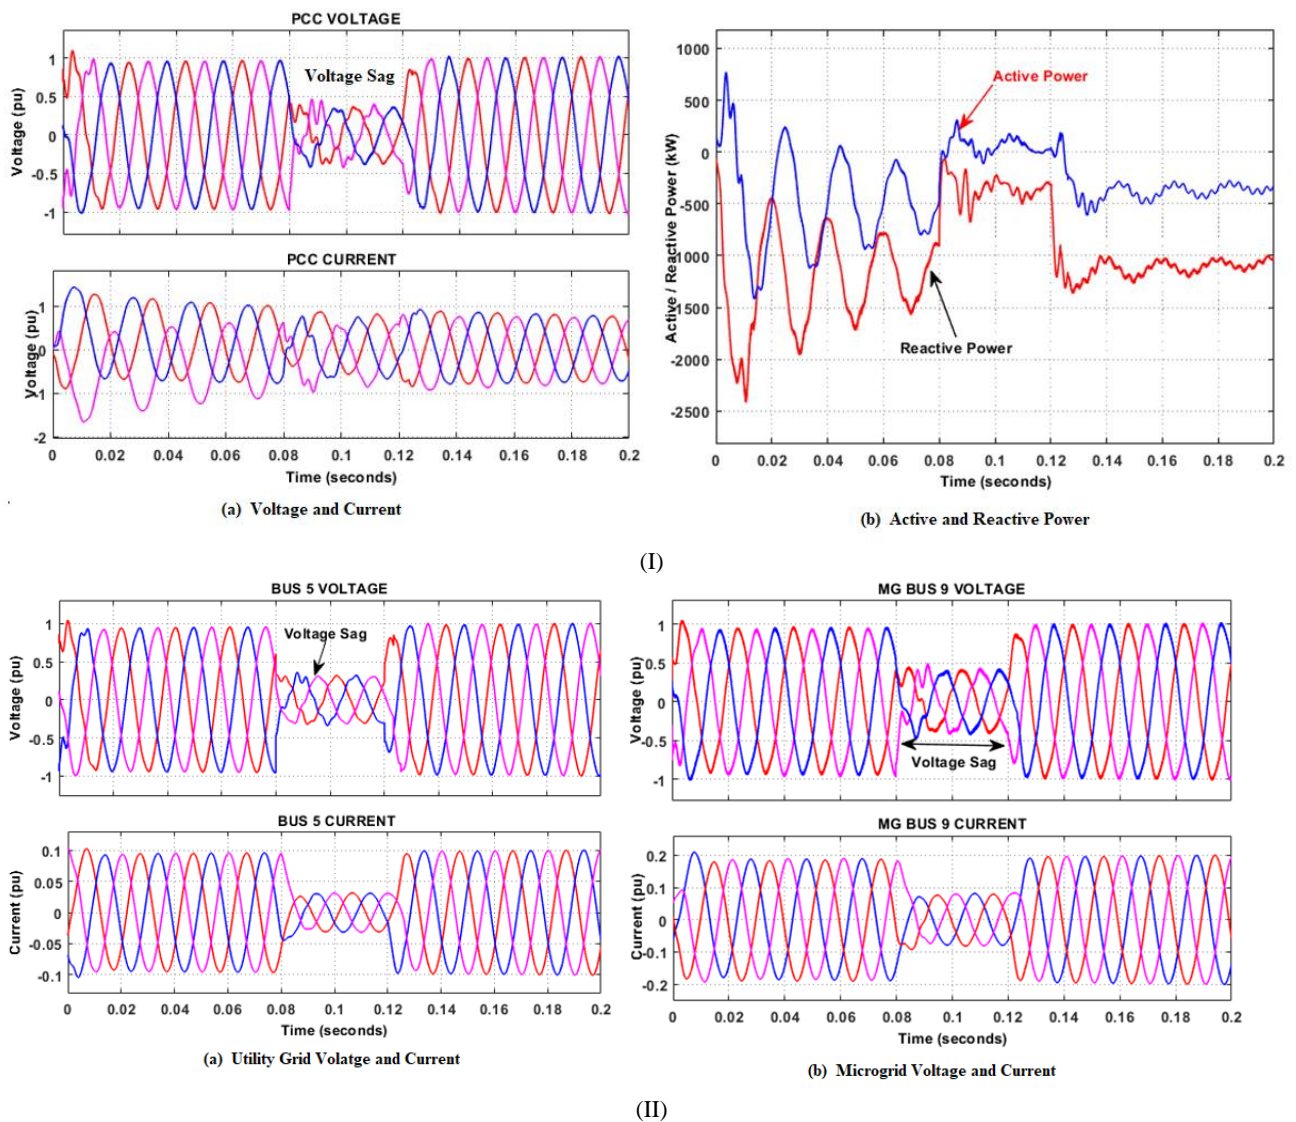 PCC VOLTAGE
Voltage (pu)
1
0.5
0
-0.5
-1
Voltage Sag
PCC CURRENT
Voltage (pu)
1
0
-1
-2
0 0.02 0.04 0.06 0.08 0.1 0.12 0.14 0.16 0.18 0.2
Time (seconds)
(a) Voltage and Current
Active / Reactive Power (kW)
1000
500
0
-500
-1000
-1500
-2000
-2500
Active Power
Reactive Power
0 0.02 0.04 0.06 0.08 0.1 0.12 0.14 0.16 0.18 0.2
Time (seconds)
(b) Active and Reactive Power
(I)
BUS 5 VOLTAGE
Voltage (pu)
1
0.5
0
-0.5
-1
Voltage Sag
BUS 5 CURRENT
Current (pu)
0.1
0.05
0
-0.05
-0.1
0 0.02 0.04 0.06 0.08 0.1 0.12 0.14 0.16 0.18 0.2
Time (seconds)
(a) Utility Grid Volatge and Current
MG BUS 9 VOLTAGE
Voltage (pu)
1
0.5
0
-0.5
-1
Voltage Sag
MG BUS 9 CURRENT
Current (pu)
0.2
0.1
0
-0.1
-0.2
0 0.02 0.04 0.06 0.08 0.1 0.12 0.14 0.16 0.18 0.2
Time (seconds)
(b) Microgrid Voltage and Current
(II)